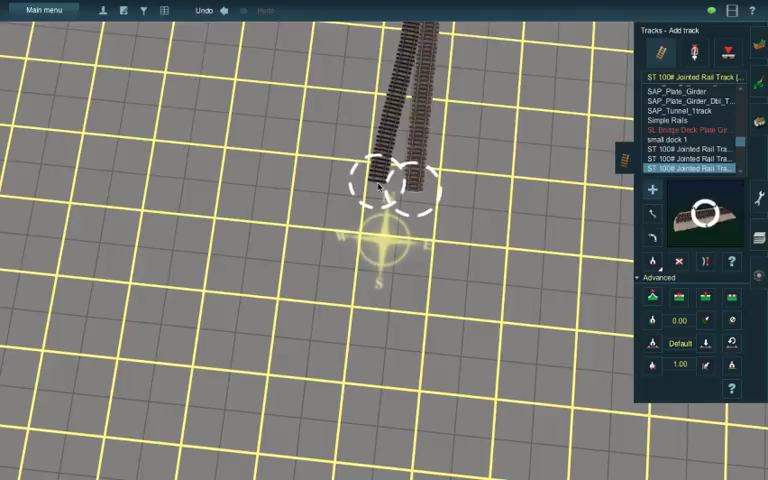 Main menu
Undo
Redo
?
Tracks - Add track
ST 100# Jointed Rail Track [...
SAP_Plate_Girder
SAP_Plate_Girder_Dbl_T...
SAP_Tunnel_1track
Simple Rails
SL Bridge Deck Plate Gir...
small dock 1
ST 100# Jointed Rail Tra...
ST 100# Jointed Rail Tra...
ST 100# Jointed Rail Tra...
?
Advanced
0.00
Default
1.00
?
W
E
S